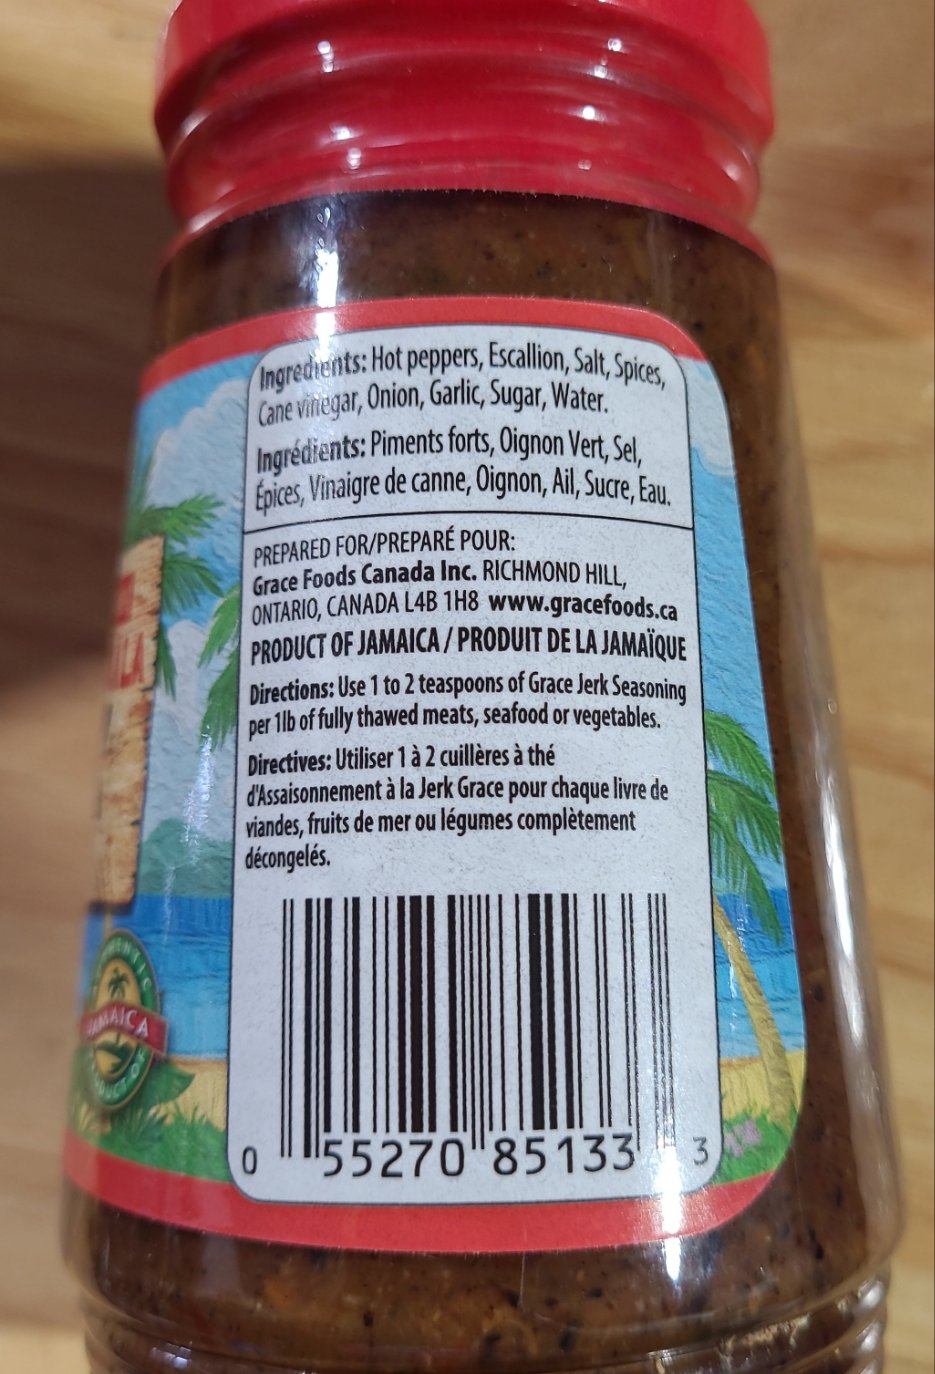 Ingredients: Hot peppers, Escallion, Salt, Spices,
Cane vinegar, Onion, Garlic, Sugar, Water.
Ingrédients: Piments forts, Oignon Vert, Sel,
Épices, Vinaigre de canne, Oignon, Ail, Sucre, Eau.
PREPARED FOR/PREPARÉ POUR:
Grace Foods Canada Inc. RICHMOND HILL,
ONTARIO, CANADA L4B 1H8 www.gracefoods.ca
PRODUCT OF JAMAICA / PRODUIT DE LA JAMAÏQUE
Directions: Use 1 to 2 teaspoons of Grace Jerk Seasoning
per 1lb of fully thawed meats, seafood or vegetables.
Directives: Utiliser 1 à 2 cuillères à thé
d'Assaisonnement à la Jerk Grace pour chaque livre de
viandes, fruits de mer ou légumes complètement
décongelés.
JAMAICA
0 55270 85133 3